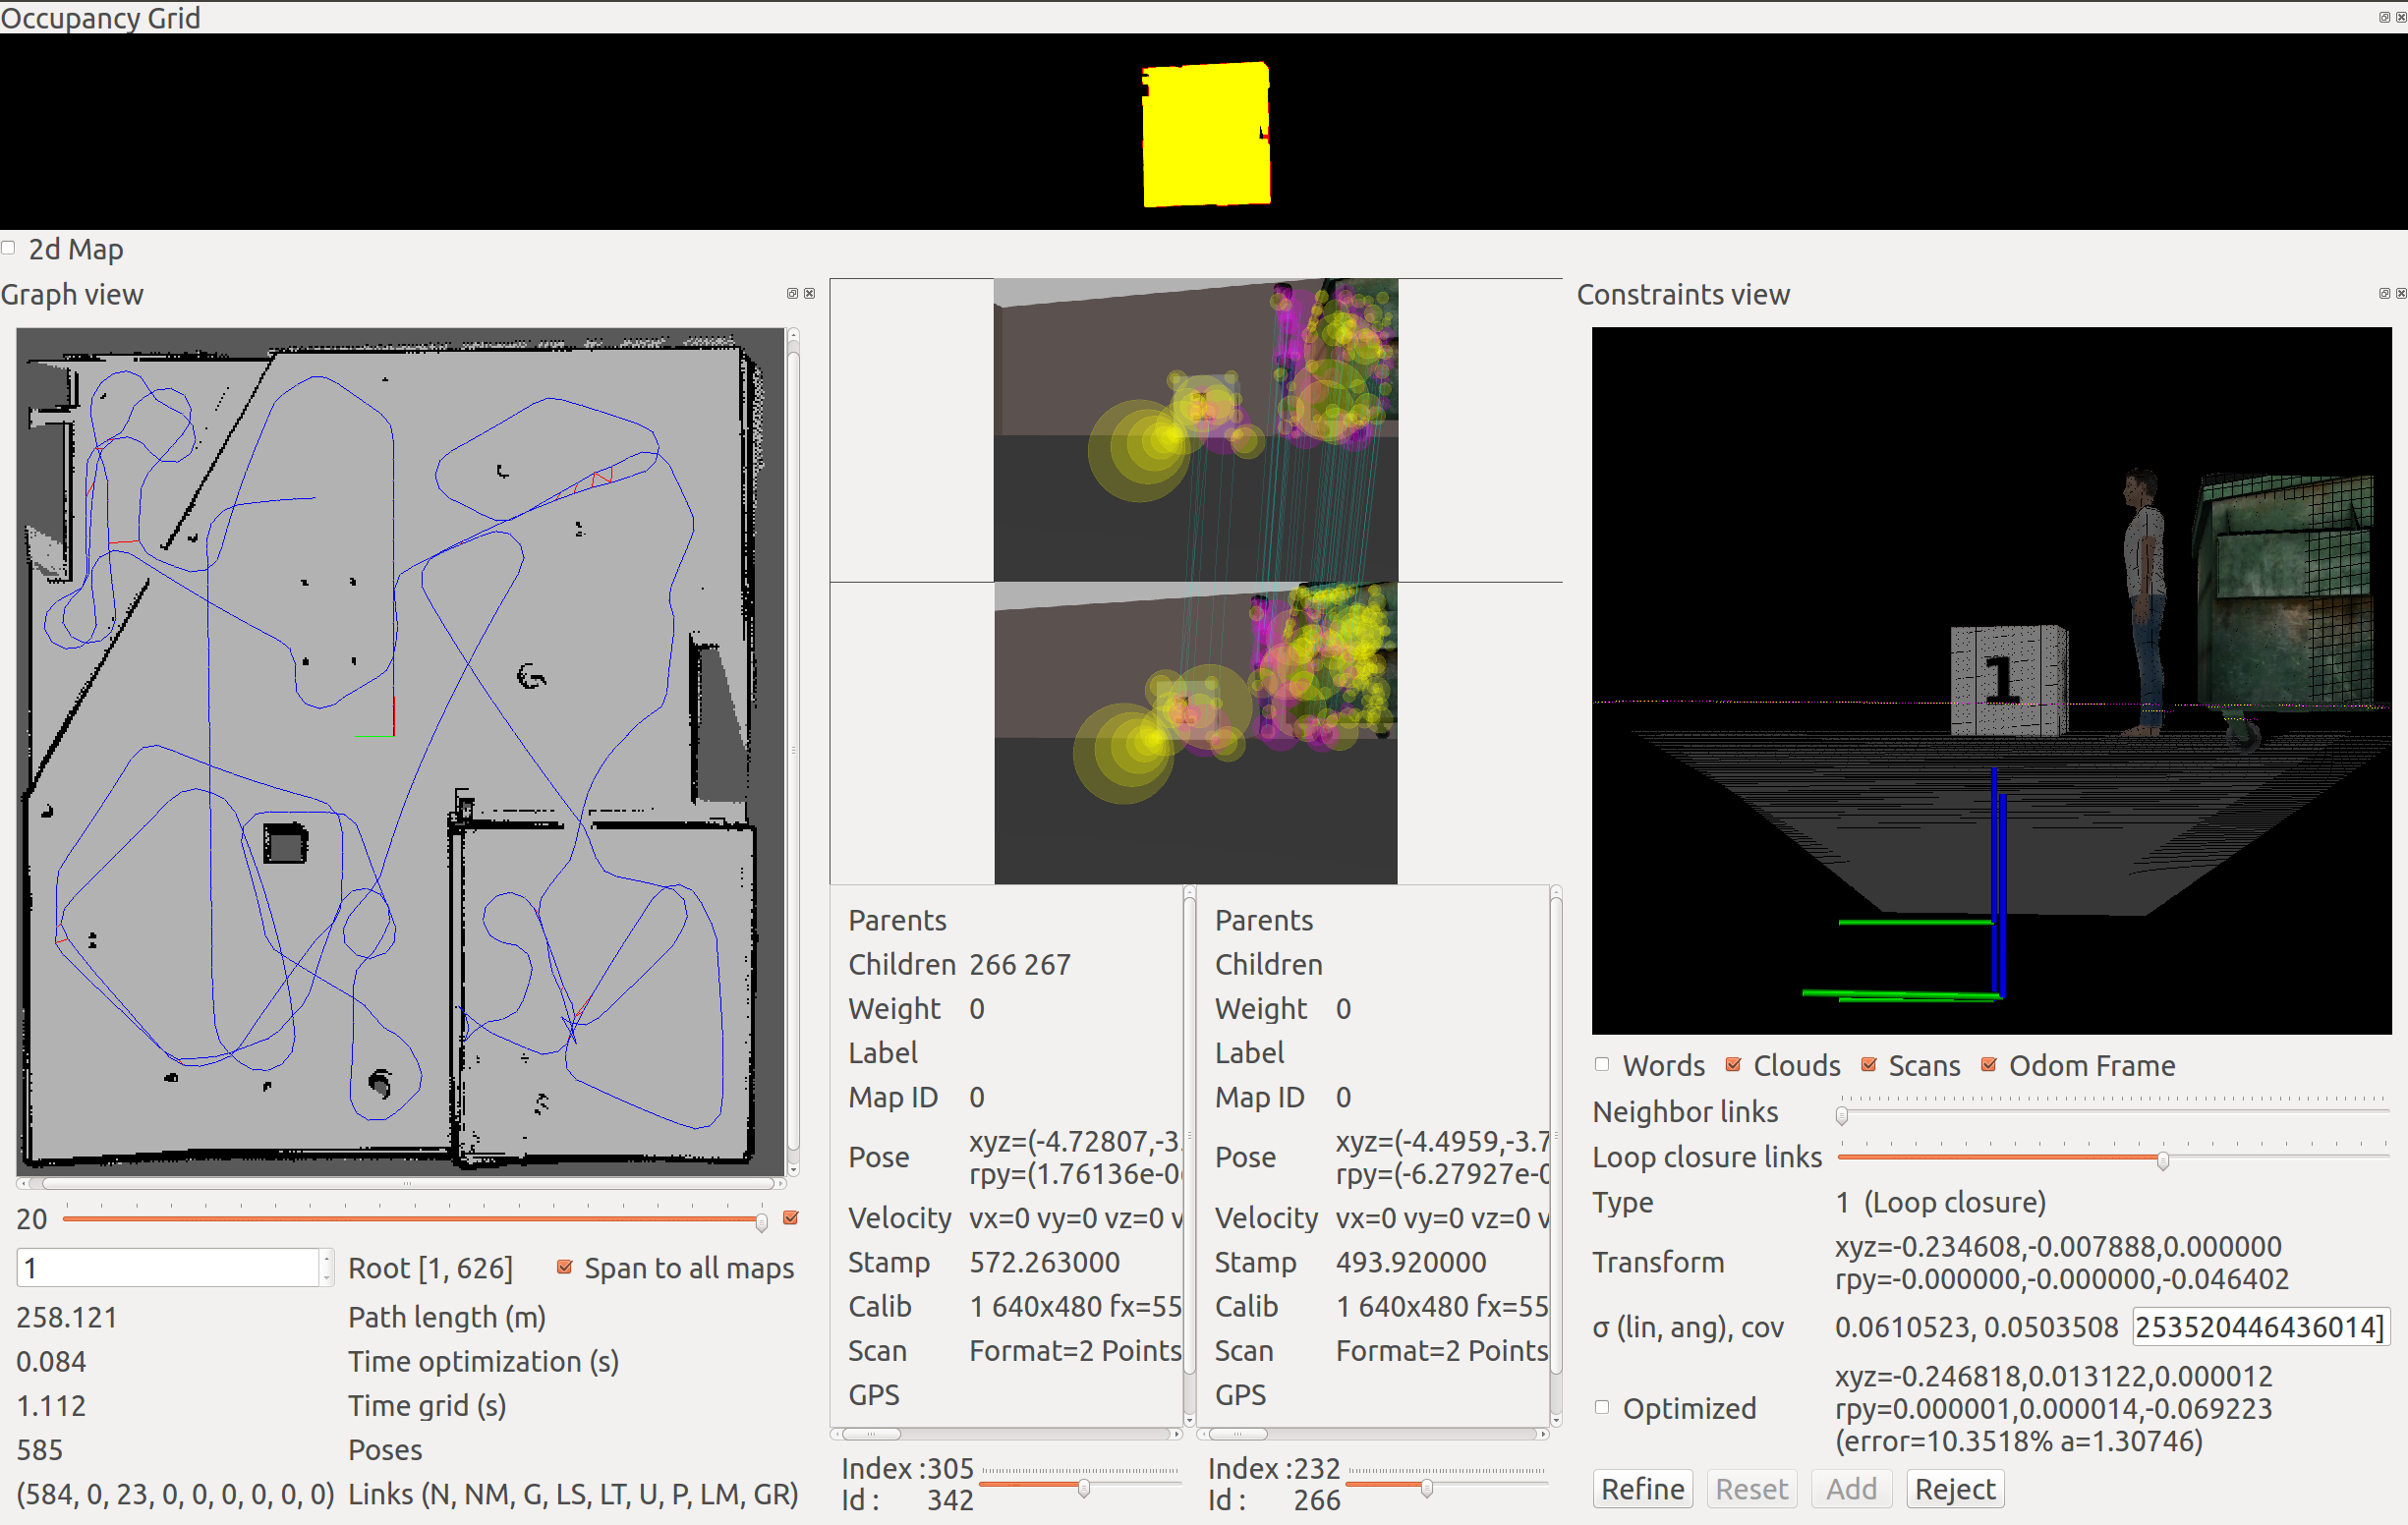 Occupancy Grid
2d Map
Graph view
20
1
Root [1, 626]
Span to all maps
258.121 Path length (m)
0.084 Time optimization (s)
1.112 Time grid (s)
585 Poses
(584, 0, 23, 0, 0, 0, 0, 0, 0) Links (N, NM, G, LS, LT, U, P, LM, GR)
Parents
Children 266 267
Weight 0
Label
Map ID 0
Pose xyz=(-4.72807,-3.
rpy=(1.76136e-0
Velocity vx=0 vy=0 vz=0 v
Stamp 572.263000
Calib 1 640x480 fx=55
Scan Format=2 Points
GPS
Index :305
Id : 342
Parents
Children
Weight 0
Label
Map ID 0
Pose xyz=(-4.4959,-3.7
rpy=(-6.27927e-0
Velocity vx=0 vy=0 vz=0 v
Stamp 493.920000
Calib 1 640x480 fx=55
Scan Format=2 Points
GPS
Index :232
Id : 266
Constraints view
1
Words Clouds Scans Odom Frame
Neighbor links
Loop closure links
Type 1 (Loop closure)
Transform xyz=-0.234608,-0.007888,0.000000
rpy=-0.000000,-0.000000,-0.046402
σ (lin, ang), cov 0.0610523, 0.0503508 253520446436014]
Optimized xyz=-0.246818,0.013122,0.000012
rpy=0.000001,0.000014,-0.069223
(error=10.3518% a=1.30746)
Refine Reset Add Reject